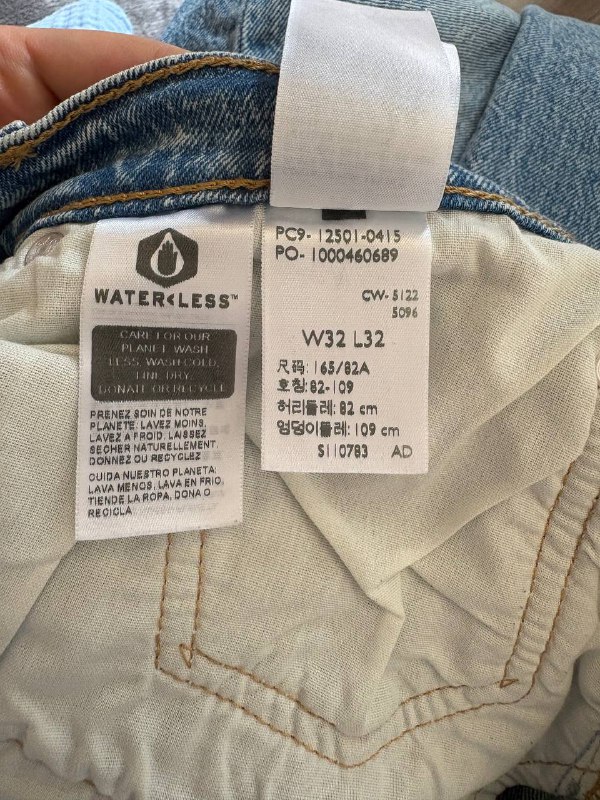 WATER<LESS™
CARE FOR OUR
PLANET. WASH
LESS, WASH COLD,
LINE DRY,
DONATE OR RECYCLE
PRENEZ SOIN DE NOTRE
PLANETE: LAVEZ MOINS,
LAVEZ A FROID, LAISSEZ
SECHER NATURELLEMENT,
DONNEZ OU RECYCLEZ
CUIDA NUESTRO PLANETA:
LAVA MENOS, LAVA EN FRIO,
TIENDE LA ROPA, DONA O
RECICLA
PC9- 12501-0415
PO- 1000460689
CW- 5122
5096
W32 L32
尺码: 165/82A
호칭: 82-109
허리둘레: 82 cm
엉덩이둘레: 109 cm
S110783 AD